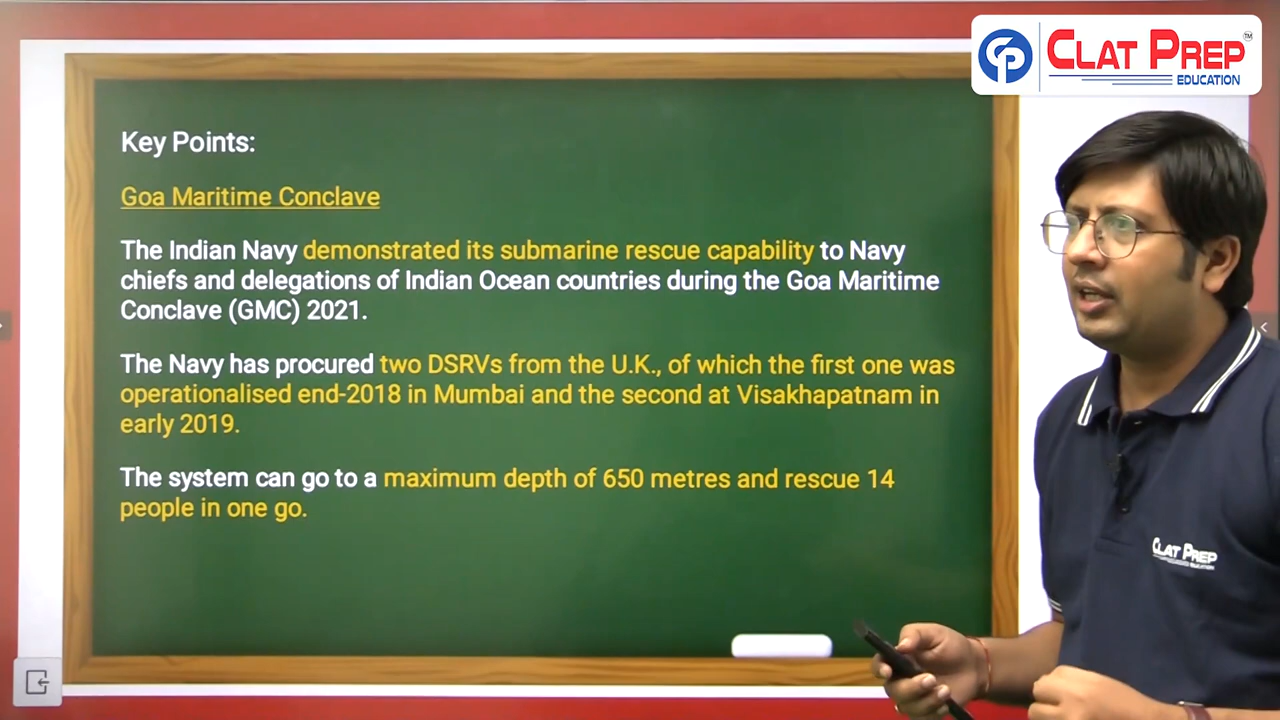 CLAT PREP
TM
EDUCATION
Key Points:
Goa Maritime Conclave
The Indian Navy demonstrated its submarine rescue capability to Navy
chiefs and delegations of Indian Ocean countries during the Goa Maritime
Conclave (GMC) 2021.
The Navy has procured two DSRVs from the U.K., of which the first one was
operationalised end-2018 in Mumbai and the second at Visakhapatnam in
early 2019.
The system can go to a maximum depth of 650 metres and rescue 14
people in one go.
CLAT PREP
EDUCATION